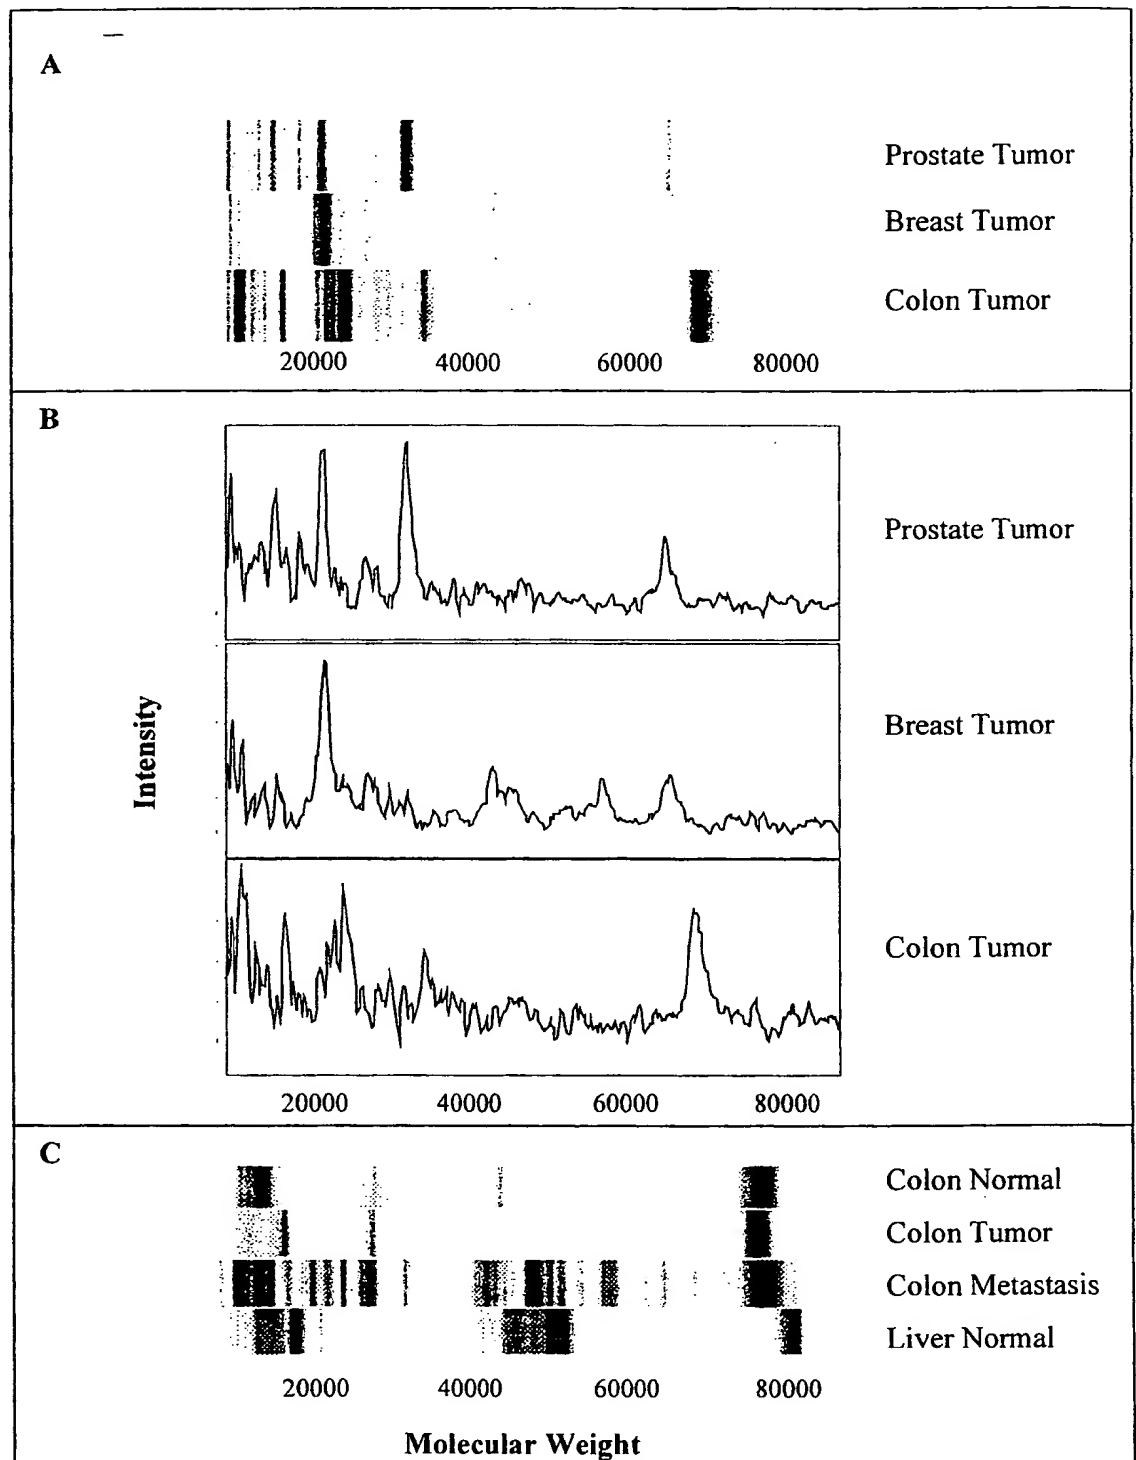 A
Prostate Tumor
Breast Tumor
Colon Tumor
20000 40000 60000 80000
B
Prostate Tumor
Intensity
Breast Tumor
Colon Tumor
20000 40000 60000 80000
C
Colon Normal
Colon Tumor
Colon Metastasis
Liver Normal
20000 40000 60000 80000
Molecular Weight